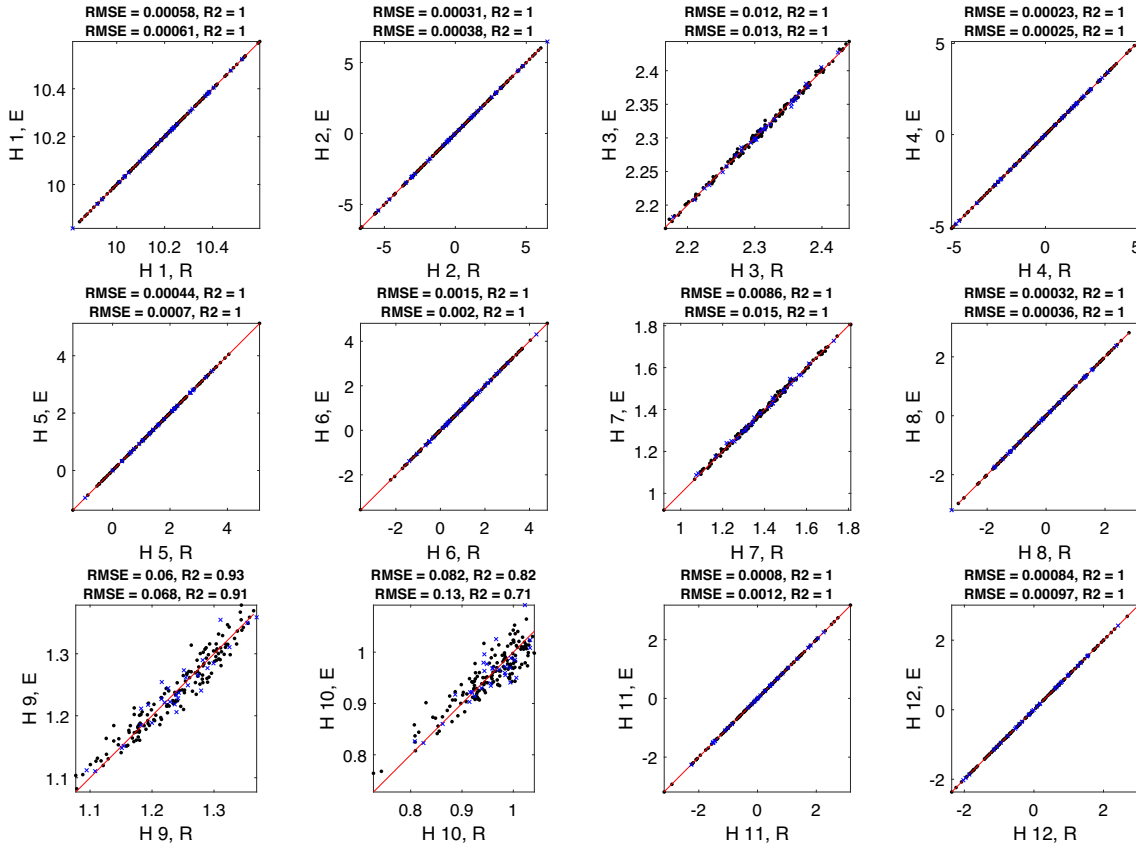 RMSE = 0.00058, R2 = 1
RMSE = 0.00061, R2 = 1
10.4
10.2
10
H 1, E
10 10.2 10.4
H 1, R
RMSE = 0.00031, R2 = 1
RMSE = 0.00038, R2 = 1
5
0
-5
H 2, E
-5 0 5
H 2, R
RMSE = 0.012, R2 = 1
RMSE = 0.013, R2 = 1
2.4
2.35
2.3
2.25
2.2
H 3, E
2.2 2.3 2.4
H 3, R
RMSE = 0.00023, R2 = 1
RMSE = 0.00025, R2 = 1
5
0
-5
H 4, E
-5 0 5
H 4, R
RMSE = 0.00044, R2 = 1
RMSE = 0.0007, R2 = 1
4
2
0
H 5, E
0 2 4
H 5, R
RMSE = 0.0015, R2 = 1
RMSE = 0.002, R2 = 1
4
2
0
-2
H 6, E
-2 0 2 4
H 6, R
RMSE = 0.0086, R2 = 1
RMSE = 0.015, R2 = 1
1.8
1.6
1.4
1.2
1
H 7, E
1 1.2 1.4 1.6 1.8
H 7, R
RMSE = 0.00032, R2 = 1
RMSE = 0.00036, R2 = 1
2
0
-2
H 8, E
-2 0 2
H 8, R
RMSE = 0.06, R2 = 0.93
RMSE = 0.068, R2 = 0.91
1.3
1.2
1.1
H 9, E
1.1 1.2 1.3
H 9, R
RMSE = 0.082, R2 = 0.82
RMSE = 0.13, R2 = 0.71
1
0.9
0.8
H 10, E
0.8 0.9 1
H 10, R
RMSE = 0.0008, R2 = 1
RMSE = 0.0012, R2 = 1
2
0
-2
H 11, E
-2 0 2
H 11, R
RMSE = 0.00084, R2 = 1
RMSE = 0.00097, R2 = 1
2
0
-2
H 12, E
-2 0 2
H 12, R